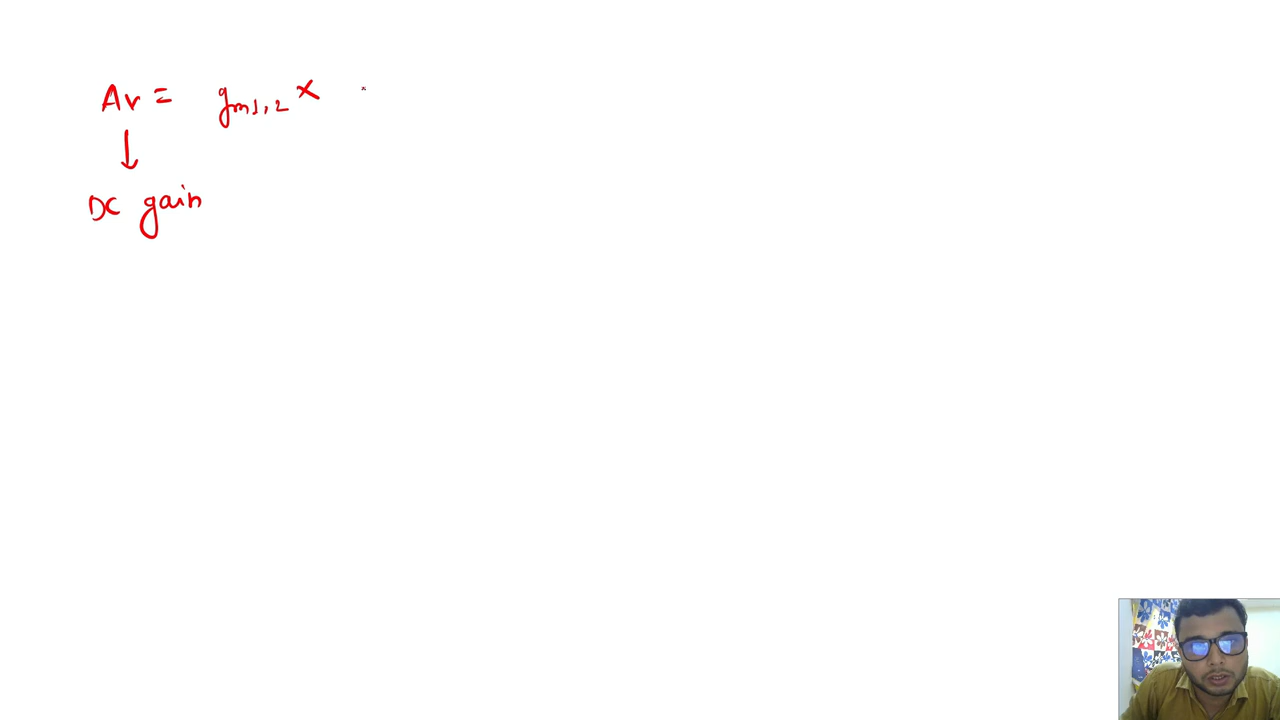 Av = gm1,2 ×
↓
DC gain